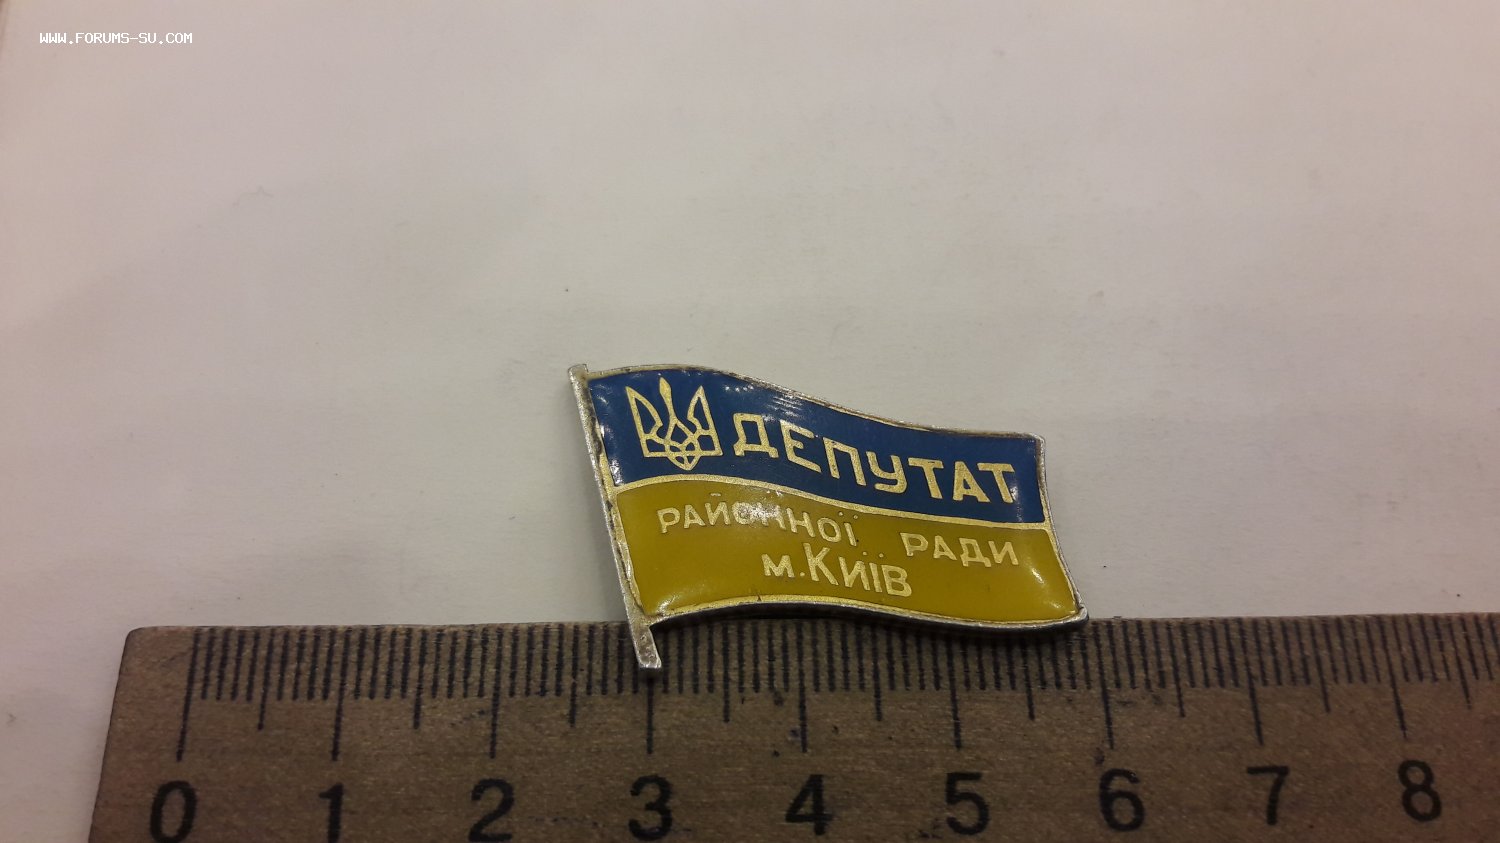 WWW.FORUMS-SU.COM
ДЕПУТАТ
РАЙОННОЇ РАДИ
м.Київ
0 1 2 3 4 5 6 7 8